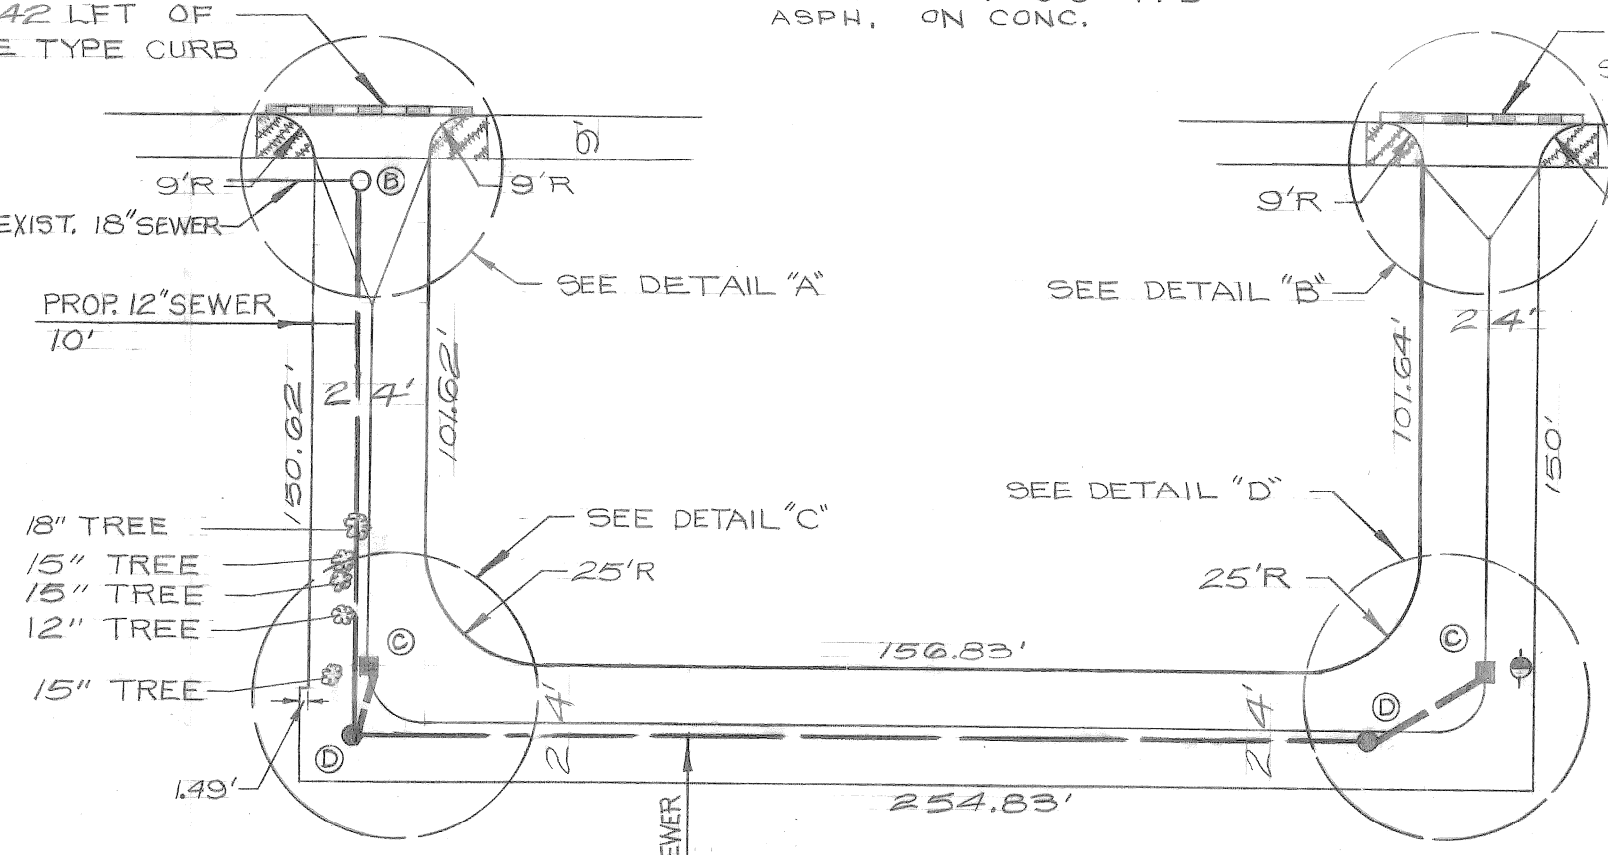 42 LFT OF
E TYPE CURB
ASPH. ON CONC.
S
9'
9'R
B
9'R
9'R
EXIST. 18" SEWER
SEE DETAIL "A"
SEE DETAIL "B"
PROP. 12" SEWER
10'
24'
24'
150.62'
101.62'
101.64'
150'
18" TREE
15" TREE
15" TREE
12" TREE
15" TREE
SEE DETAIL "C"
SEE DETAIL "D"
25'R
25'R
C
C
156.83'
24'
24'
D
D
1.49'
254.83'
EWER